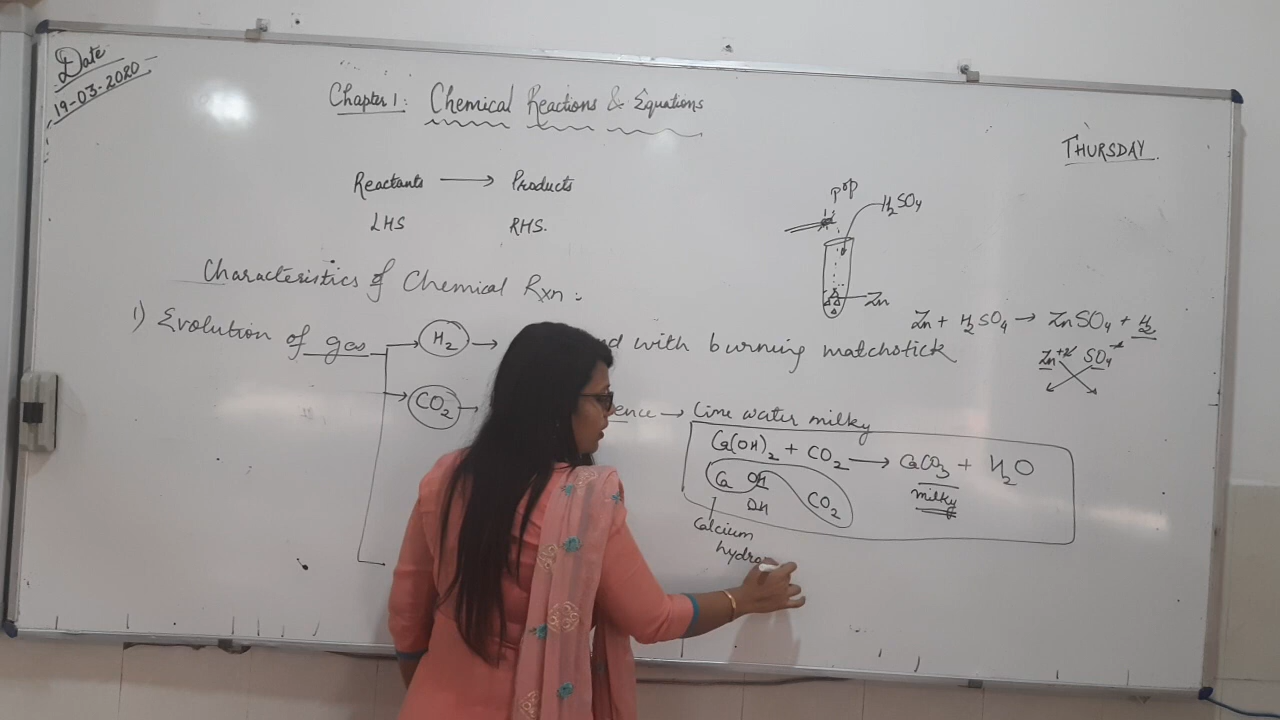 Date
19-03-2020
Chapter 1: Chemical Reactions & Equations
THURSDAY
Reactants → Products
LHS RHS.
pop
H₂SO₄
Zn
Characteristics of Chemical Rxn:
1) Evolution of gas
H₂ → with burning matchstick
Zn + H₂SO₄ → ZnSO₄ + H₂
Zn⁺² SO₄
CO₂ → ence → lime water milky
Ca(OH)₂ + CO₂ → CaCO₃ + H₂O
milky
Ca OH
OH
CO₂
Calcium
hydro